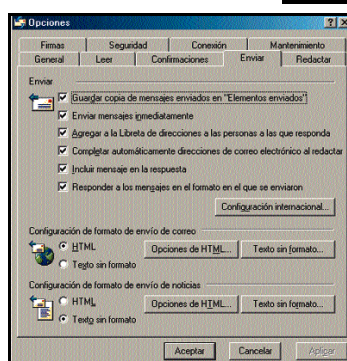 Opciones
Firmas Seguridad Conexión Mantenimiento
General Leer Confirmaciones Enviar Redactar
Enviar
Guardar copia de mensajes enviados en "Elementos enviados"
Enviar mensajes inmediatamente
Agregar a la Libreta de direcciones a las personas a las que responda
Completar automáticamente direcciones de correo electrónico al redactar
Incluir mensaje en la respuesta
Responder a los mensajes en el formato en el que se enviaron
Configuración internacional...
Configuración de formato de envío de correo
HTML Opciones de HTML... Texto sin formato...
Texto sin formato
Configuración de formato de envío de noticias
HTML Opciones de HTML... Texto sin formato...
Texto sin formato
Aceptar Cancelar Aplicar